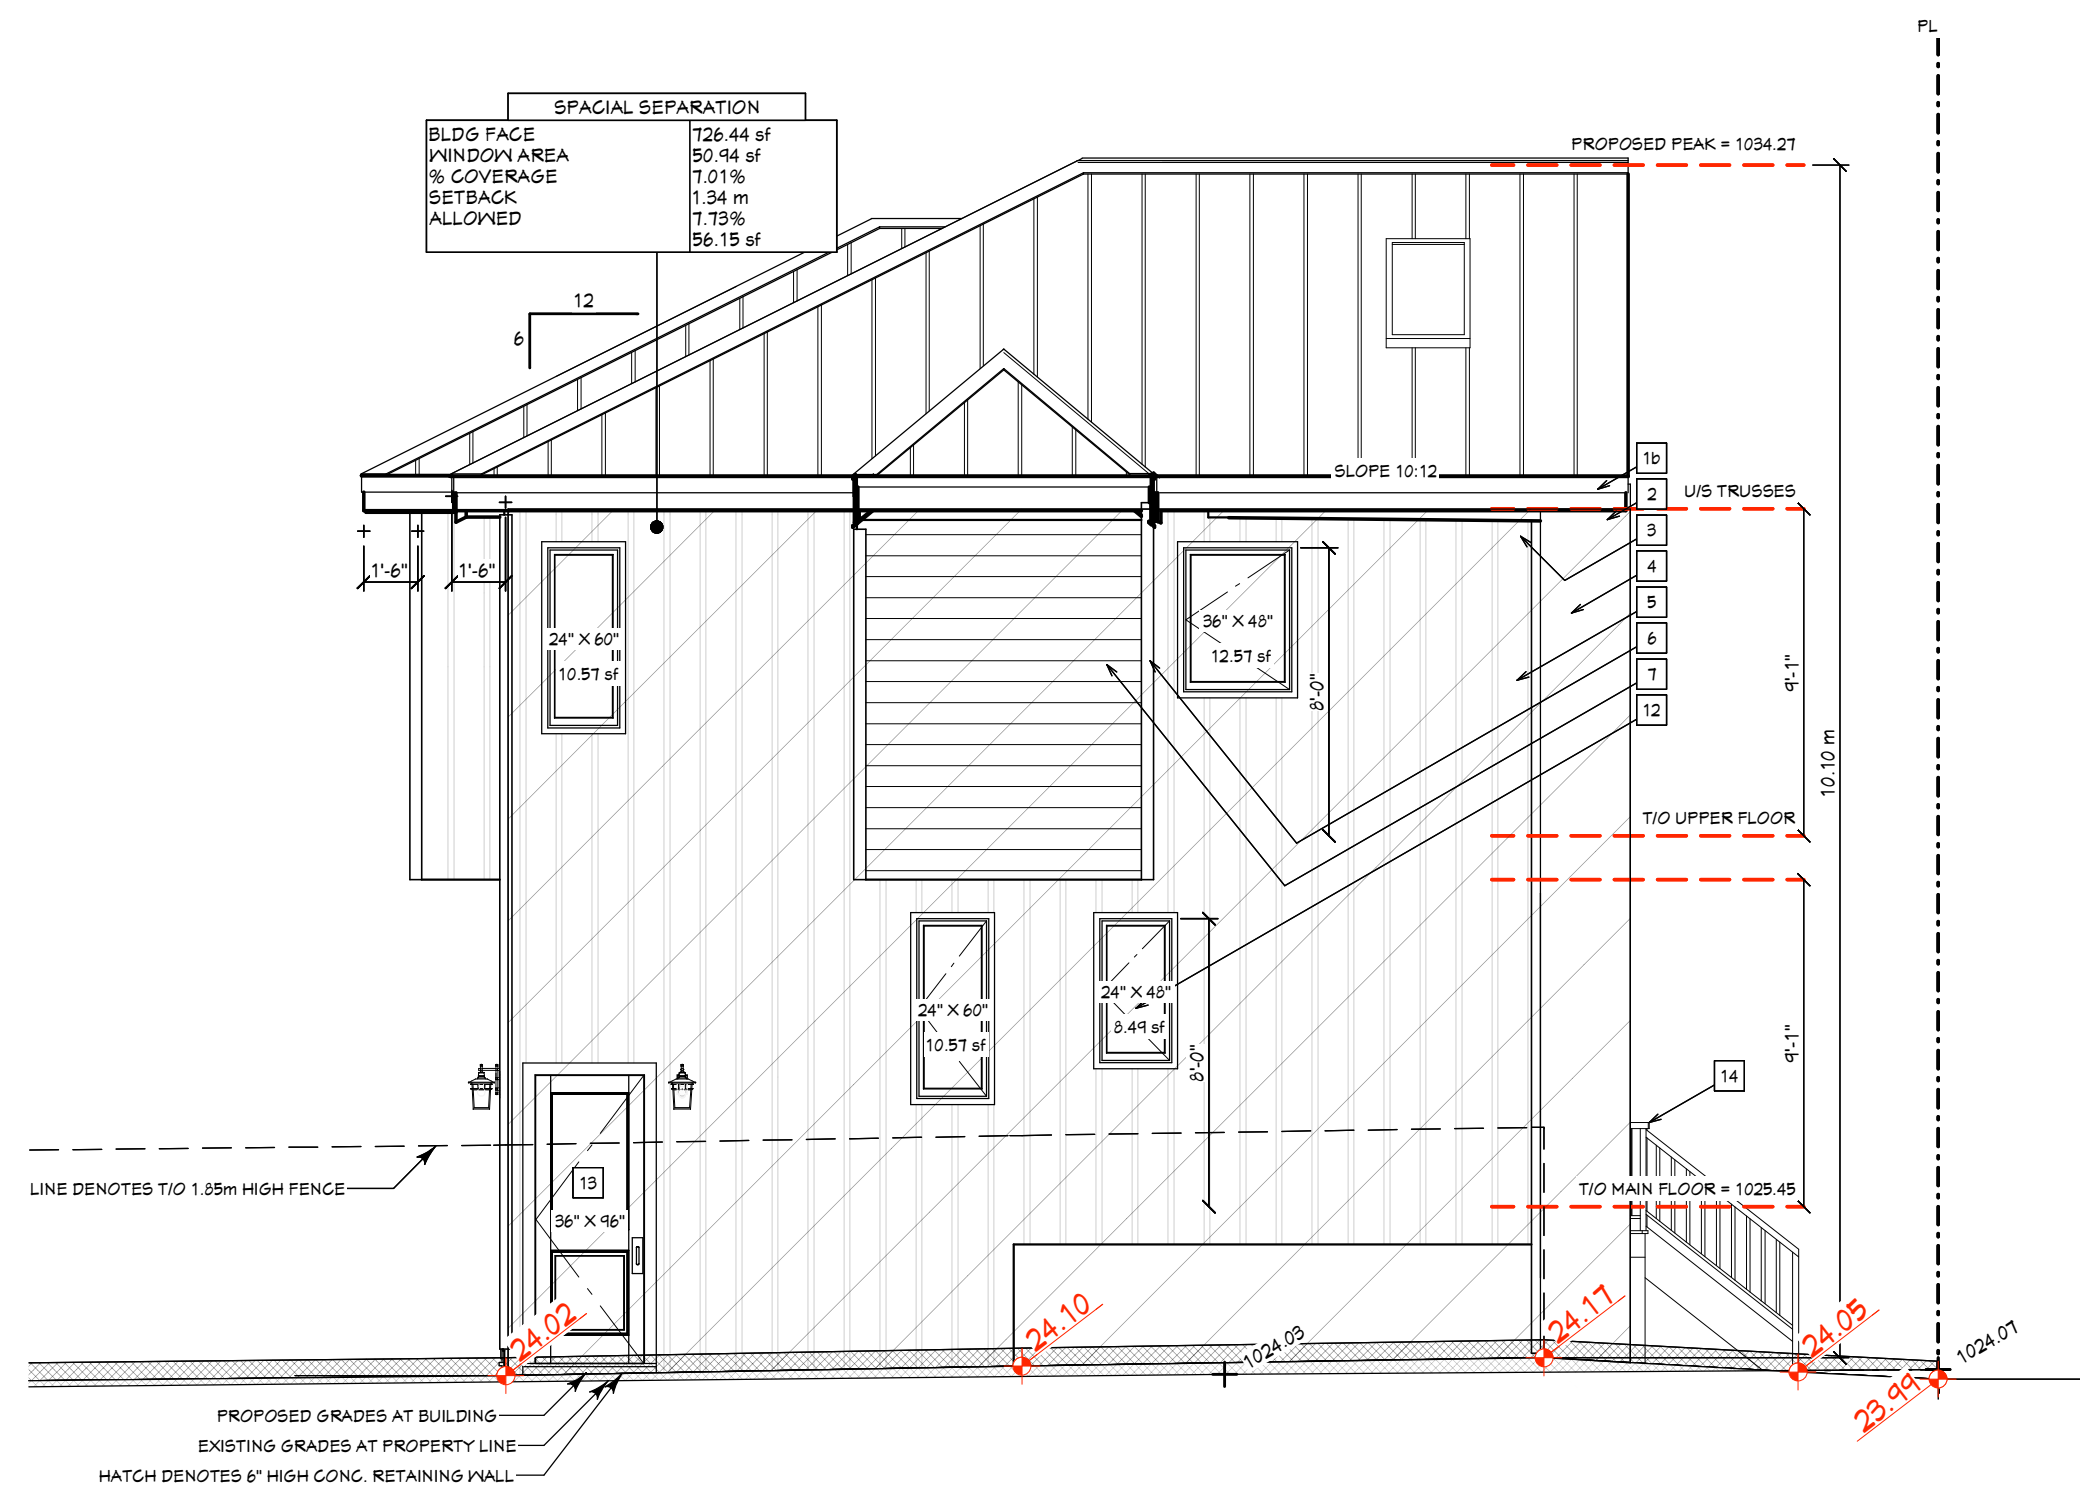 PL
SPACIAL SEPARATION
BLDG FACE 726.44 sf
WINDOW AREA 50.94 sf
% COVERAGE 7.01%
SETBACK 1.34 m
ALLOWED 7.73%
56.15 sf
PROPOSED PEAK = 1034.27
12
6
SLOPE 10:12
1b
U/S TRUSSES
2
3
4
5
6
7
12
1'-6"
1'-6"
24" X 60"
10.57 sf
36" X 48"
12.57 sf
8'-0"
9'-1"
10.10 m
T/O UPPER FLOOR
24" X 60"
10.57 sf
24" X 48"
8.49 sf
8'-0"
9'-1"
14
LINE DENOTES T/O 1.85m HIGH FENCE
13
36" X 96"
T/O MAIN FLOOR = 1025.45
24.02
24.10
1024.03
24.17
24.05
1024.07
23.99
PROPOSED GRADES AT BUILDING
EXISTING GRADES AT PROPERTY LINE
HATCH DENOTES 6" HIGH CONC. RETAINING WALL